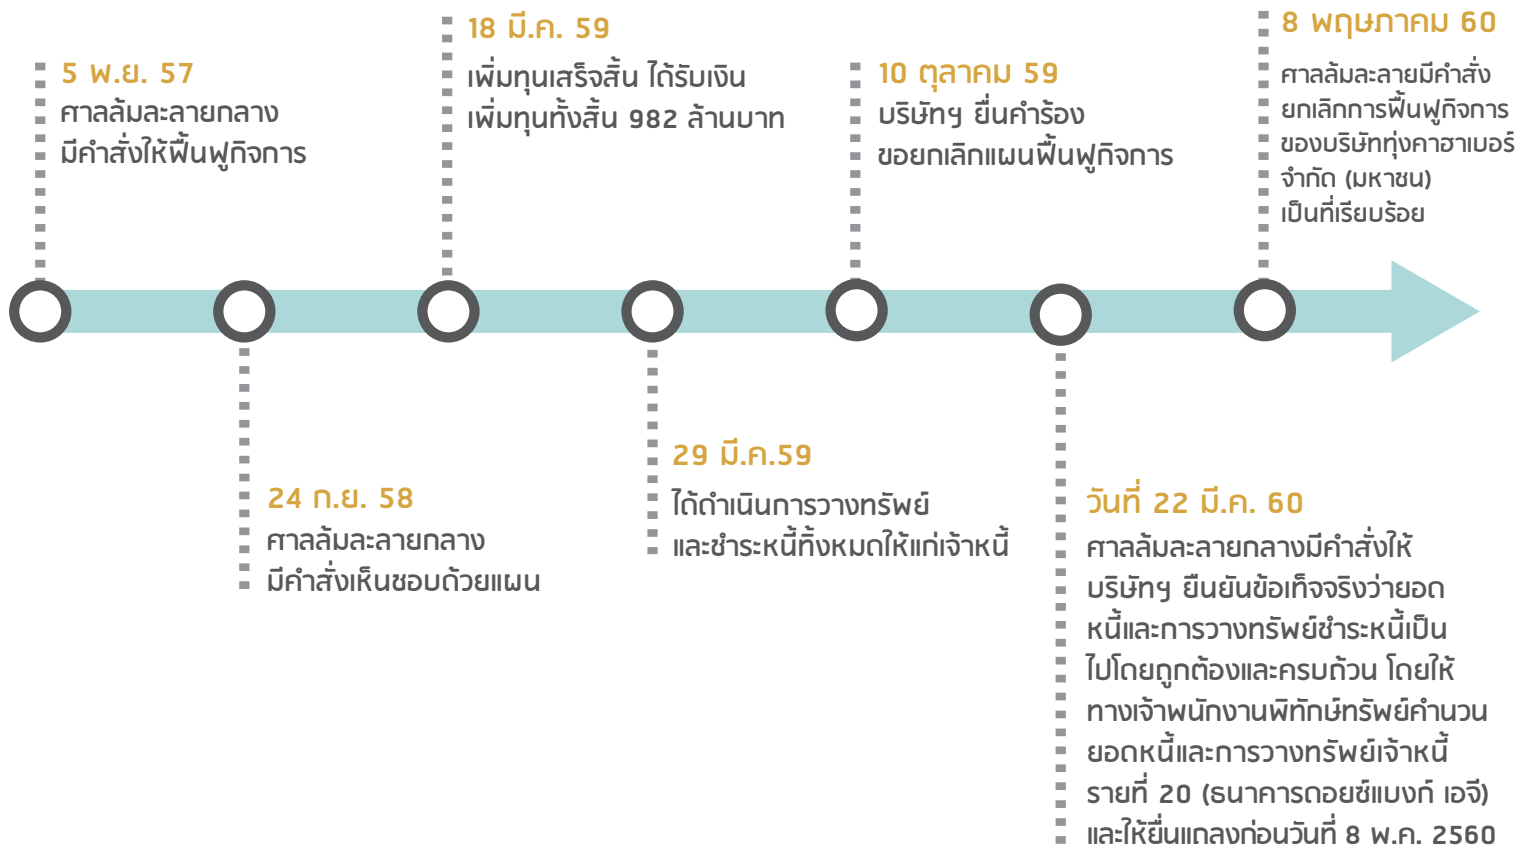 5 พ.ย. 57
ศาลล้มละลายกลาง
มีคำสั่งให้ฟื้นฟูกิจการ
24 ก.ย. 58
ศาลล้มละลายกลาง
มีคำสั่งเห็นชอบด้วยแผน
18 มี.ค. 59
เพิ่มทุนเสร็จสิ้น ได้รับเงิน
เพิ่มทุนทั้งสิ้น 982 ล้านบาท
29 มี.ค.59
ได้ดำเนินการวางทรัพย์
และชำระหนี้ทั้งหมดให้แก่เจ้าหนี้
10 ตุลาคม 59
บริษัทฯ ยื่นคำร้อง
ขอยกเลิกแผนฟื้นฟูกิจการ
วันที่ 22 มี.ค. 60
ศาลล้มละลายกลางมีคำสั่งให้
บริษัทฯ ยืนยันข้อเท็จจริงว่ายอด
หนี้และการวางทรัพย์ชำระหนี้เป็น
ไปโดยถูกต้องและครบถ้วน โดยให้
ทางเจ้าพนักงานพิทักษ์ทรัพย์คำนวน
ยอดหนี้และการวางทรัพย์เจ้าหนี้
รายที่ 20 (ธนาคารดอยซ์แบงก์ เอจี)
และให้ยื่นแถลงก่อนวันที่ 8 พ.ค. 2560
8 พฤษภาคม 60
ศาลล้มละลายมีคำสั่ง
ยกเลิกการฟื้นฟูกิจการ
ของบริษัททุ่งคาฮาเบอร์
จำกัด (มหาชน)
เป็นที่เรียบร้อย